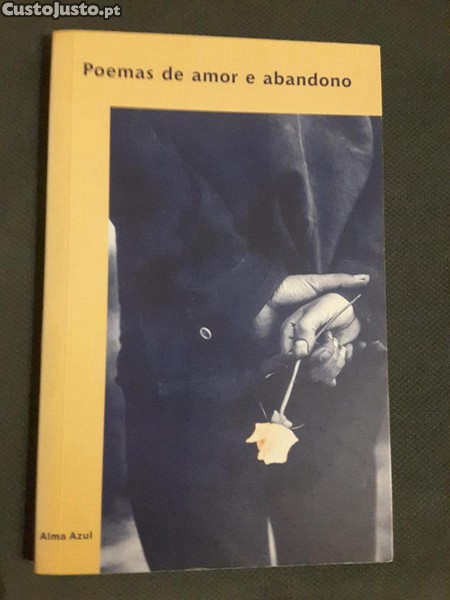 CustoJusto.pt
Poemas de amor e abandono
Alma Azul